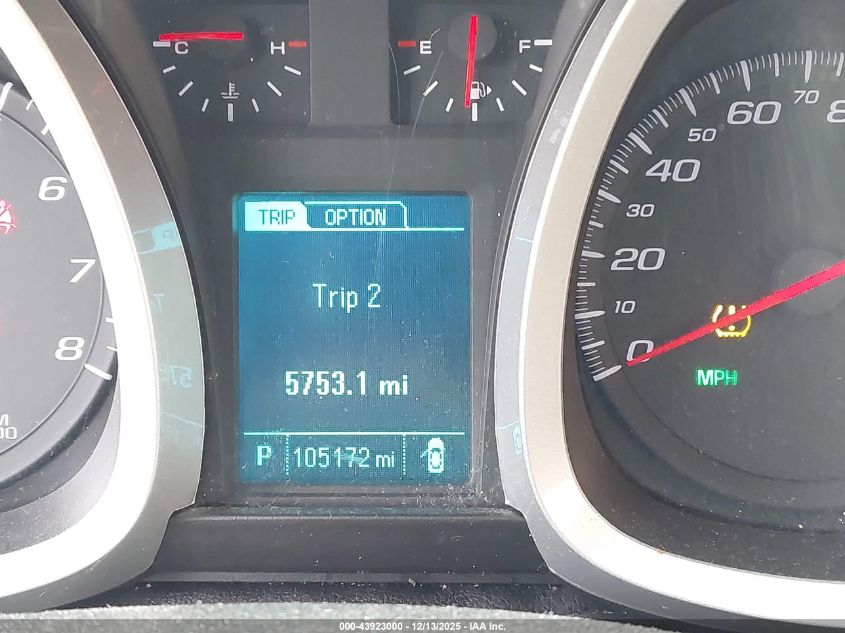 C H E F
TRIP OPTION
Trip 2
5753.1 mi
P 105172 mi
6
7
8
0 10 20 30 40 50 60 70
MPH
000-43923000 - 12/13/2025 - IAA Inc.